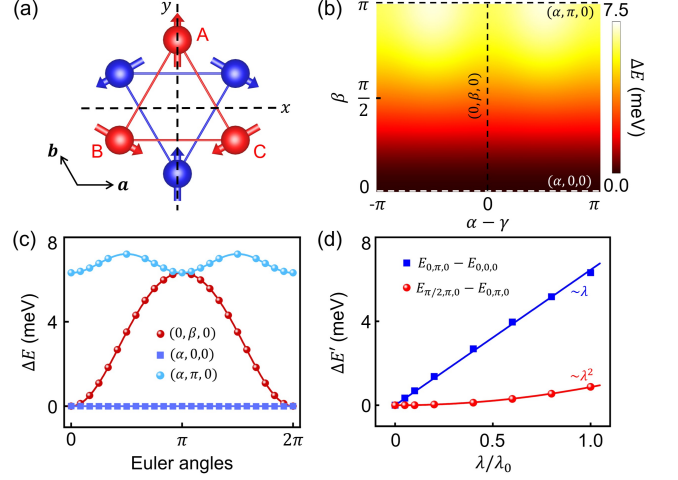 (a)
y
A
x
B
C
b
a
(b)
(α, π, 0)
7.5
π
β
π/2
(0, β, 0)
ΔE (meV)
0
(α, 0, 0)
0.0
-π
0
π
α − γ
(c)
8
ΔE (meV)
4
(0, β, 0)
(α, 0, 0)
(α, π, 0)
0
0
π
2π
Euler angles
(d)
8
E0,π,0 − E0,0,0
Eπ/2,π,0 − E0,π,0
~λ
ΔE′ (meV)
4
~λ²
0
0.0
0.5
1.0
λ/λ0